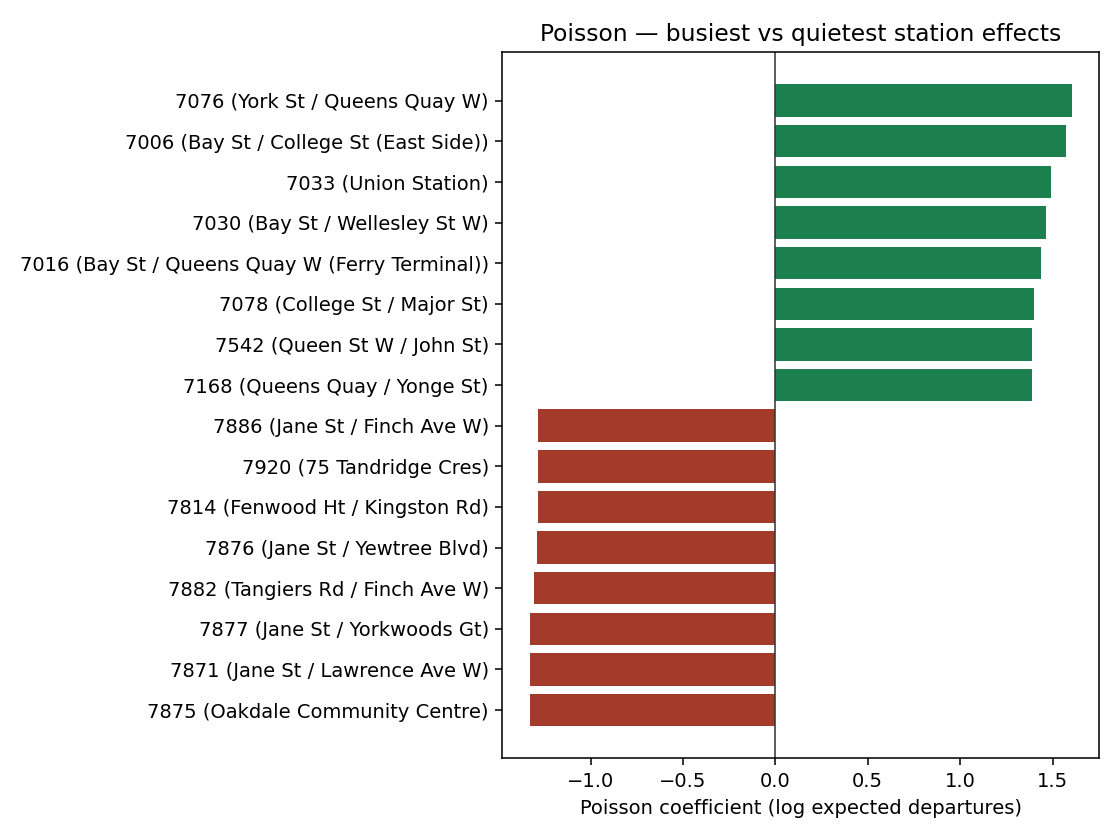 Poisson — busiest vs quietest station effects
7076 (York St / Queens Quay W)
7006 (Bay St / College St (East Side))
7033 (Union Station)
7030 (Bay St / Wellesley St W)
7016 (Bay St / Queens Quay W (Ferry Terminal))
7078 (College St / Major St)
7542 (Queen St W / John St)
7168 (Queens Quay / Yonge St)
7886 (Jane St / Finch Ave W)
7920 (75 Tandridge Cres)
7814 (Fenwood Ht / Kingston Rd)
7876 (Jane St / Yewtree Blvd)
7882 (Tangiers Rd / Finch Ave W)
7877 (Jane St / Yorkwoods Gt)
7871 (Jane St / Lawrence Ave W)
7875 (Oakdale Community Centre)
−1.0 −0.5 0.0 0.5 1.0 1.5
Poisson coefficient (log expected departures)